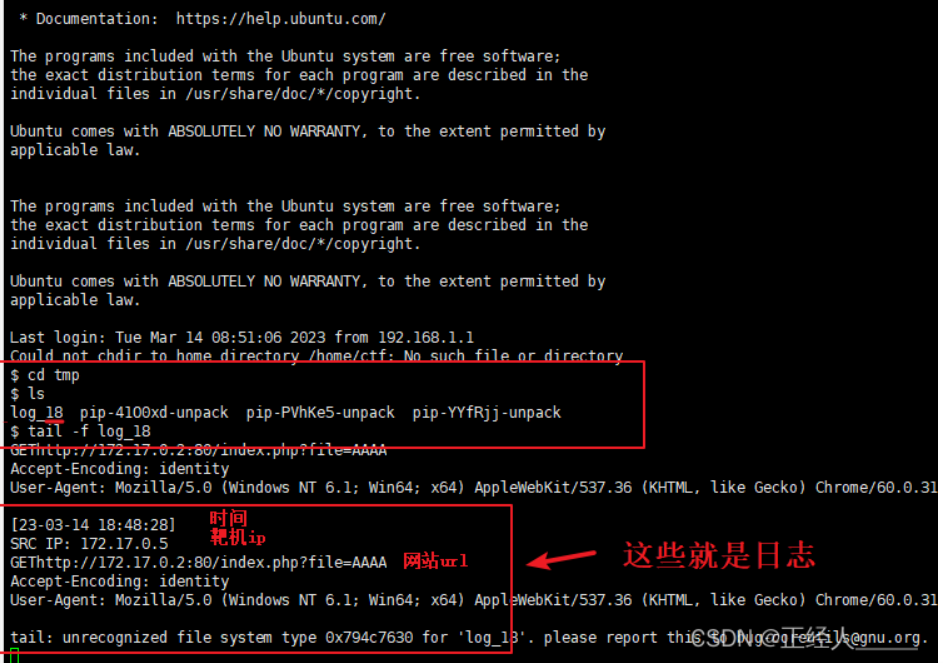 * Documentation:  https://help.ubuntu.com/
The programs included with the Ubuntu system are free software;
the exact distribution terms for each program are described in the
individual files in /usr/share/doc/*/copyright.
Ubuntu comes with ABSOLUTELY NO WARRANTY, to the extent permitted by
applicable law.
The programs included with the Ubuntu system are free software;
the exact distribution terms for each program are described in the
individual files in /usr/share/doc/*/copyright.
Ubuntu comes with ABSOLUTELY NO WARRANTY, to the extent permitted by
applicable law.
Last login: Tue Mar 14 08:51:06 2023 from 192.168.1.1
Could not chdir to home directory /home/ctf: No such file or directory
$ cd tmp
$ ls
log_18  pip-4100xd-unpack  pip-PVhKe5-unpack  pip-YYfRjj-unpack
$ tail -f log_18
GEThttp://172.17.0.2:80/index.php?file=AAAA
Accept-Encoding: identity
User-Agent: Mozilla/5.0 (Windows NT 6.1; Win64; x64) AppleWebKit/537.36 (KHTML, like Gecko) Chrome/60.0.31
[23-03-14 18:48:28] 时间
SRC IP: 172.17.0.5 靶机ip
GEThttp://172.17.0.2:80/index.php?file=AAAA 网站url
这些就是日志
Accept-Encoding: identity
User-Agent: Mozilla/5.0 (Windows NT 6.1; Win64; x64) AppleWebKit/537.36 (KHTML, like Gecko) Chrome/60.0.31
tail: unrecognized file system type 0x794c7630 for 'log_18'. please report this to bug-coreutils@gnu.org.
CSDN @正经人